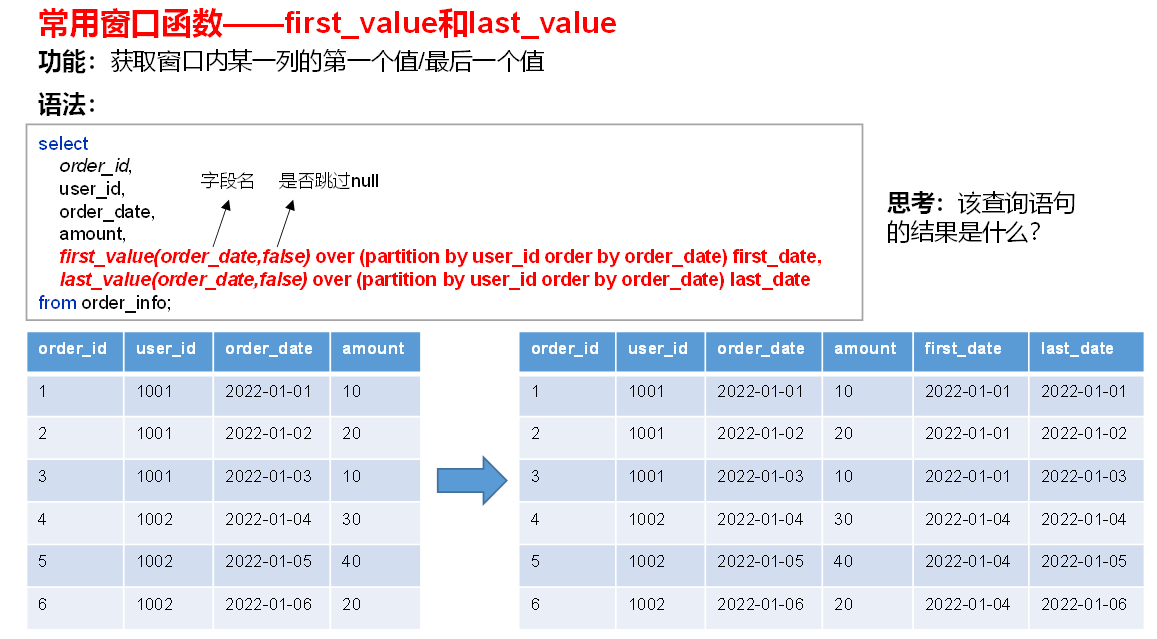 常用窗口函数——first_value和last_value
功能：获取窗口内某一列的第一个值/最后一个值
语法：
select
order_id,
字段名 是否跳过null
user_id,
order_date,
amount,
first_value(order_date,false) over (partition by user_id order by order_date) first_date,
last_value(order_date,false) over (partition by user_id order by order_date) last_date
from order_info;
思考：该查询语句
的结果是什么？
order_id user_id order_date amount
1 1001 2022-01-01 10
2 1001 2022-01-02 20
3 1001 2022-01-03 10
4 1002 2022-01-04 30
5 1002 2022-01-05 40
6 1002 2022-01-06 20
order_id user_id order_date amount first_date last_date
1 1001 2022-01-01 10 2022-01-01 2022-01-01
2 1001 2022-01-02 20 2022-01-01 2022-01-02
3 1001 2022-01-03 10 2022-01-01 2022-01-03
4 1002 2022-01-04 30 2022-01-04 2022-01-04
5 1002 2022-01-05 40 2022-01-04 2022-01-05
6 1002 2022-01-06 20 2022-01-04 2022-01-06